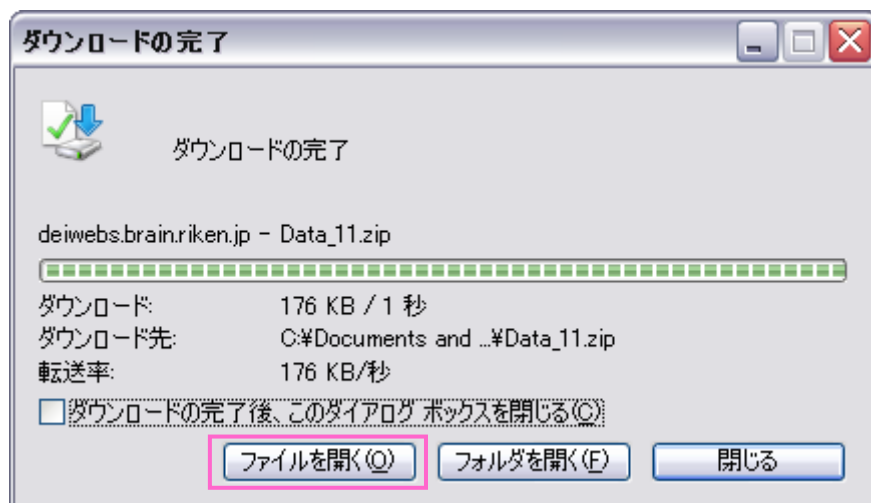 ダウンロードの完了
ダウンロードの完了
deiwebs.brain.riken.jp - Data_11.zip
ダウンロード: 176 KB / 1 秒
ダウンロード先: C:¥Documents and ...¥Data_11.zip
転送率: 176 KB/秒
ダウンロードの完了後、このダイアログ ボックスを閉じる(C)
ファイルを開く(O) フォルダを開く(F) 閉じる